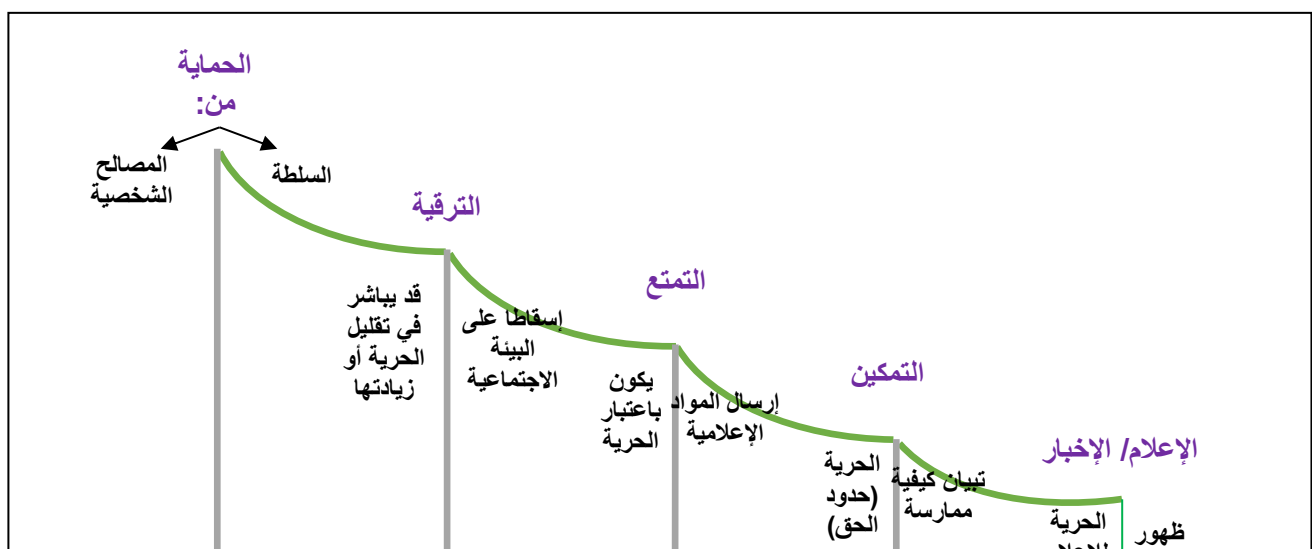 الحماية
من:
السلطة
المصالح
الشخصية
الترقية
إسقاطا على
البيئة
الاجتماعية
قد يباشر
في تقليل
الحرية أو
زيادتها
التمتع
إرسال المواد
الإعلامية
يكون
باعتبار
الحرية
التمكين
تبيان كيفية
ممارسة
الحرية
(حدود
الحق)
الإعلام/ الإخبار
ظهور
الحرية